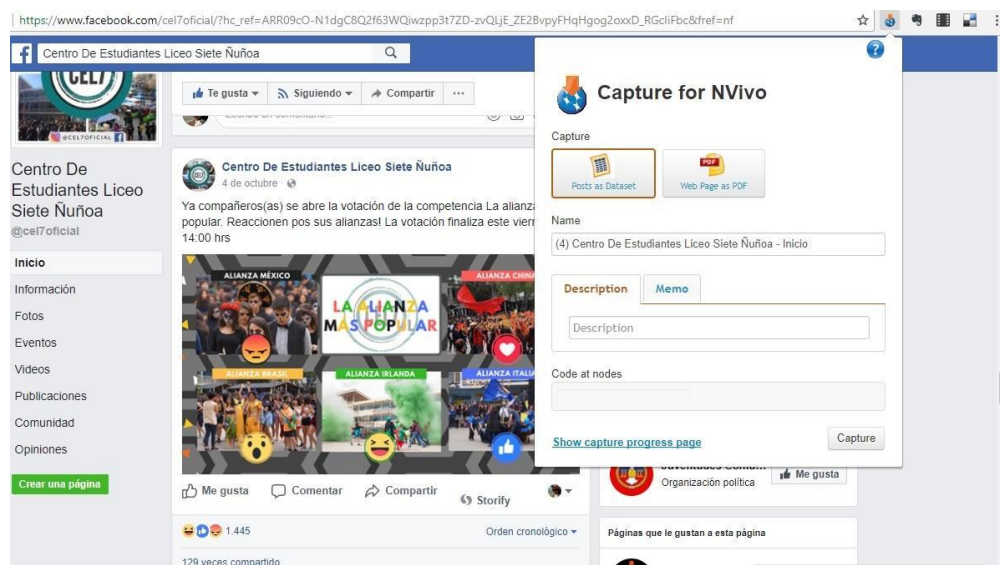 https://www.facebook.com/cel7oficial/?hc_ref=ARR09cO-N1dgC8Q2f63WQiwzpp3t7ZD-zvQLjE_ZE2BvpyFHqHgog2oxxD_RGcIiFbc&fref=nf
Centro De Estudiantes Liceo Siete Ñuñoa
CEL7
@CEL7OFICIAL
Centro De
Estudiantes Liceo
Siete Ñuñoa
@cel7oficial
Inicio
Información
Fotos
Eventos
Videos
Publicaciones
Comunidad
Opiniones
Crear una página
Te gusta
Siguiendo
Compartir
Centro De Estudiantes Liceo Siete Ñuñoa
4 de octubre
Ya compañeros(as) se abre la votación de la competencia La alianza
popular. Reaccionen pos sus alianzas! La votación finaliza este
14:00 hrs
ALIANZA MÉXICO
LA ALIANZA
MÁS POPULAR
ALIANZA CHINA
ALIANZA BRASIL
ALIANZA IRLANDA
ALIANZA ITALIA
Me gusta
Comentar
Compartir
Storify
1.445
Orden cronológico
129 veces compartido
Capture for NVivo
Capture
Posts as Dataset
PDF
Web Page as PDF
Name
(4) Centro De Estudiantes Liceo Siete Ñuñoa - Inicio
Description
Memo
Description
Code at nodes
Show capture progress page
Capture
Organización política
Me gusta
Páginas que le gustan a esta página